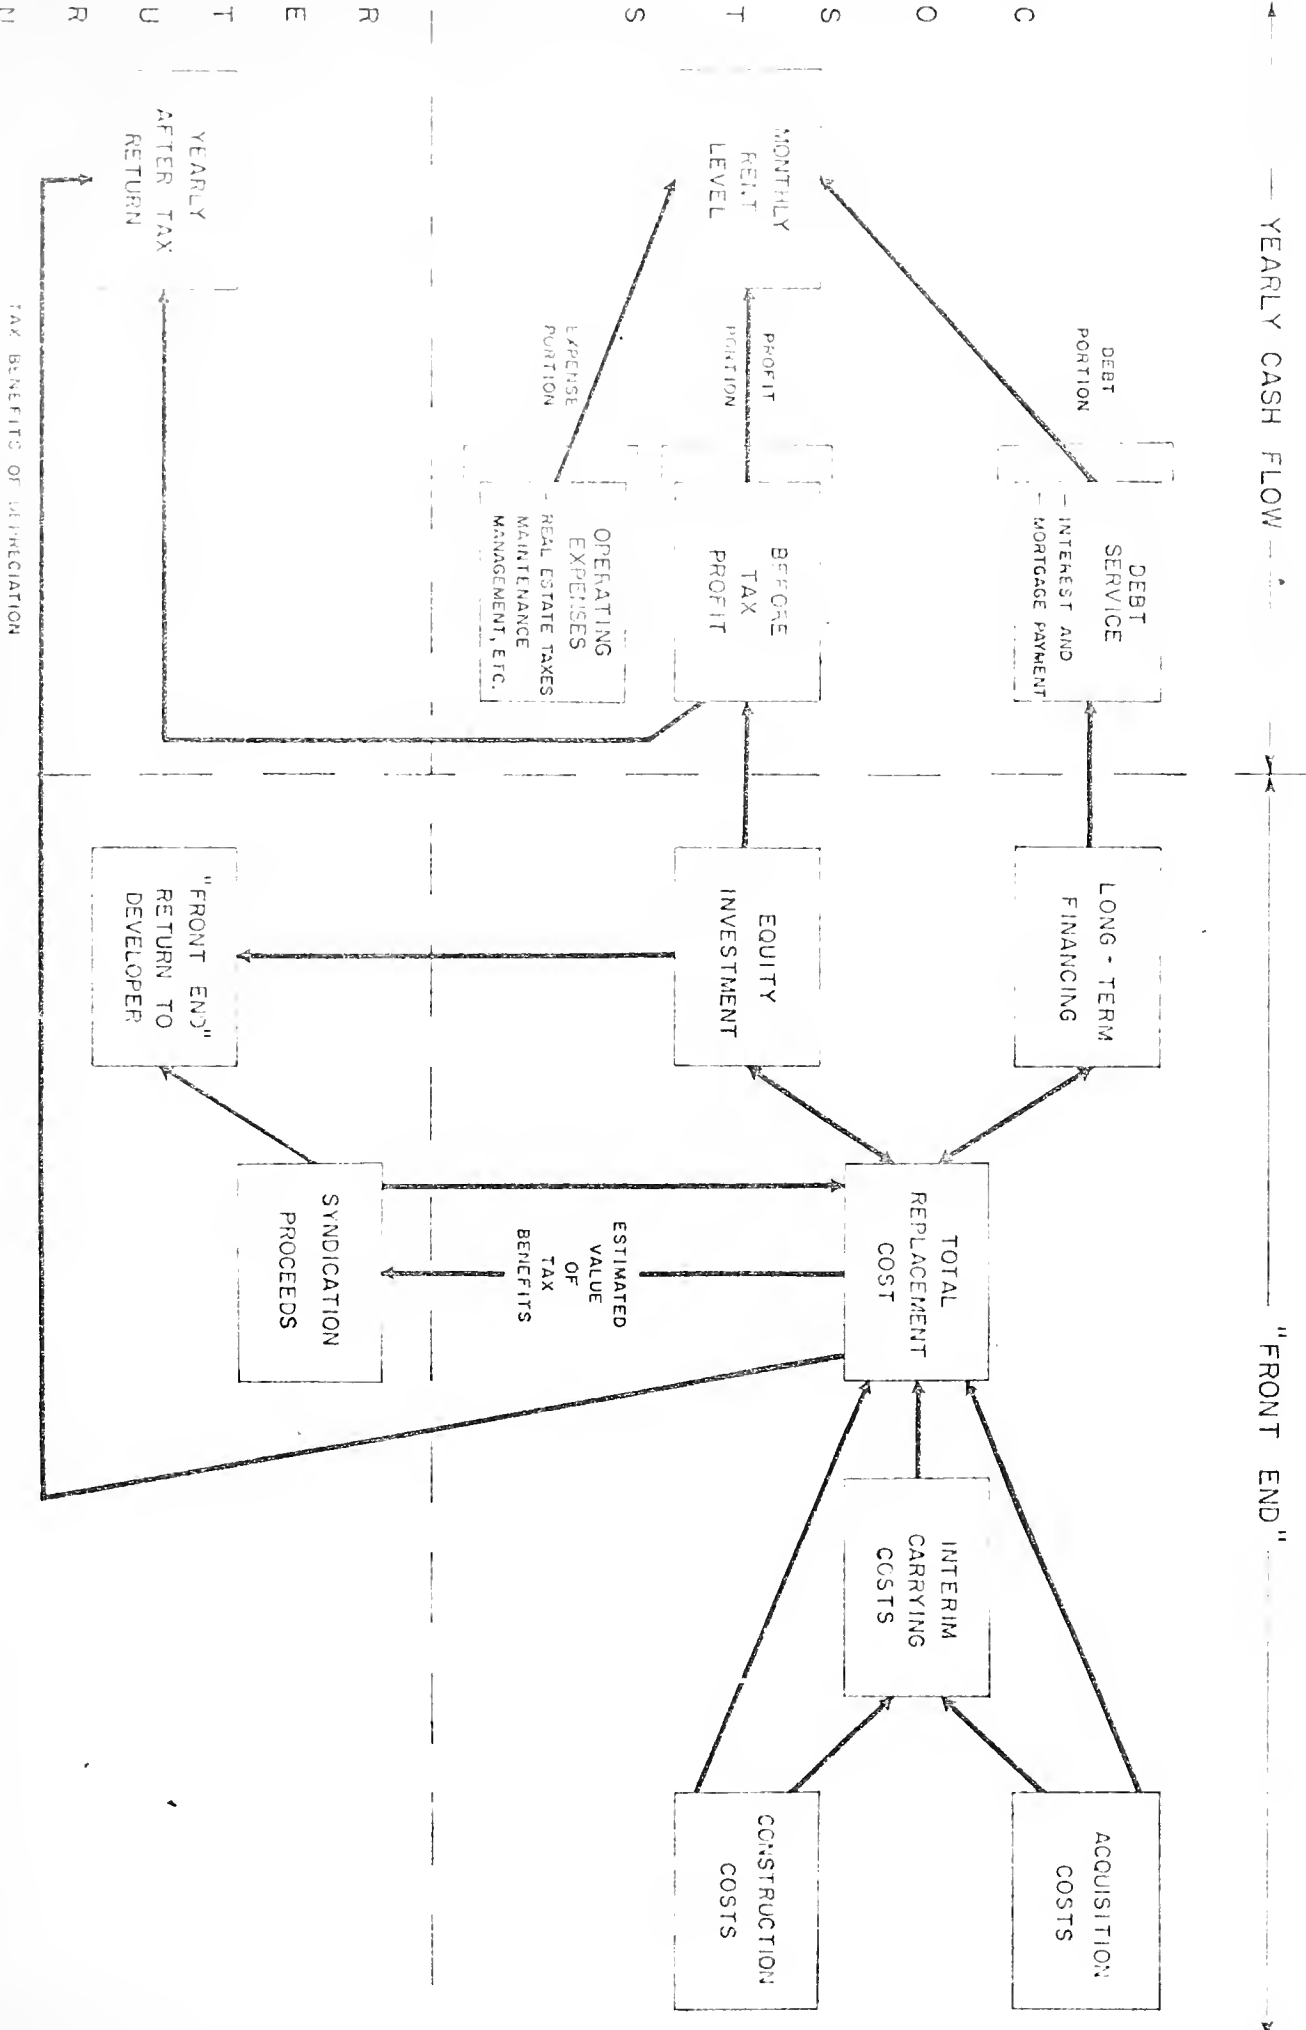 YEARLY CASH FLOW
"FRONT END"
COSTS
DEBT
PORTION
DEBT
SERVICE
- INTEREST AND
- MORTGAGE PAYMENT
LONG-TERM
FINANCING
ACQUISITION
COSTS
TOTAL
REPLACEMENT
COST
INTERIM
CARRYING
COSTS
MONTHLY
RENT
LEVEL
PROFIT
PORTION
BEFORE
TAX
PROFIT
EQUITY
INVESTMENT
CONSTRUCTION
COSTS
EXPENSE
PORTION
OPERATING
EXPENSES
- REAL ESTATE TAXES
MAINTENANCE
MANAGEMENT, ETC.
ESTIMATED
VALUE
OF
TAX
BENEFITS
RETURN
YEARLY
AFTER TAX
RETURN
"FRONT END"
RETURN TO
DEVELOPER
SYNDICATION
PROCEEDS
TAX BENEFITS OF DEPRECIATION